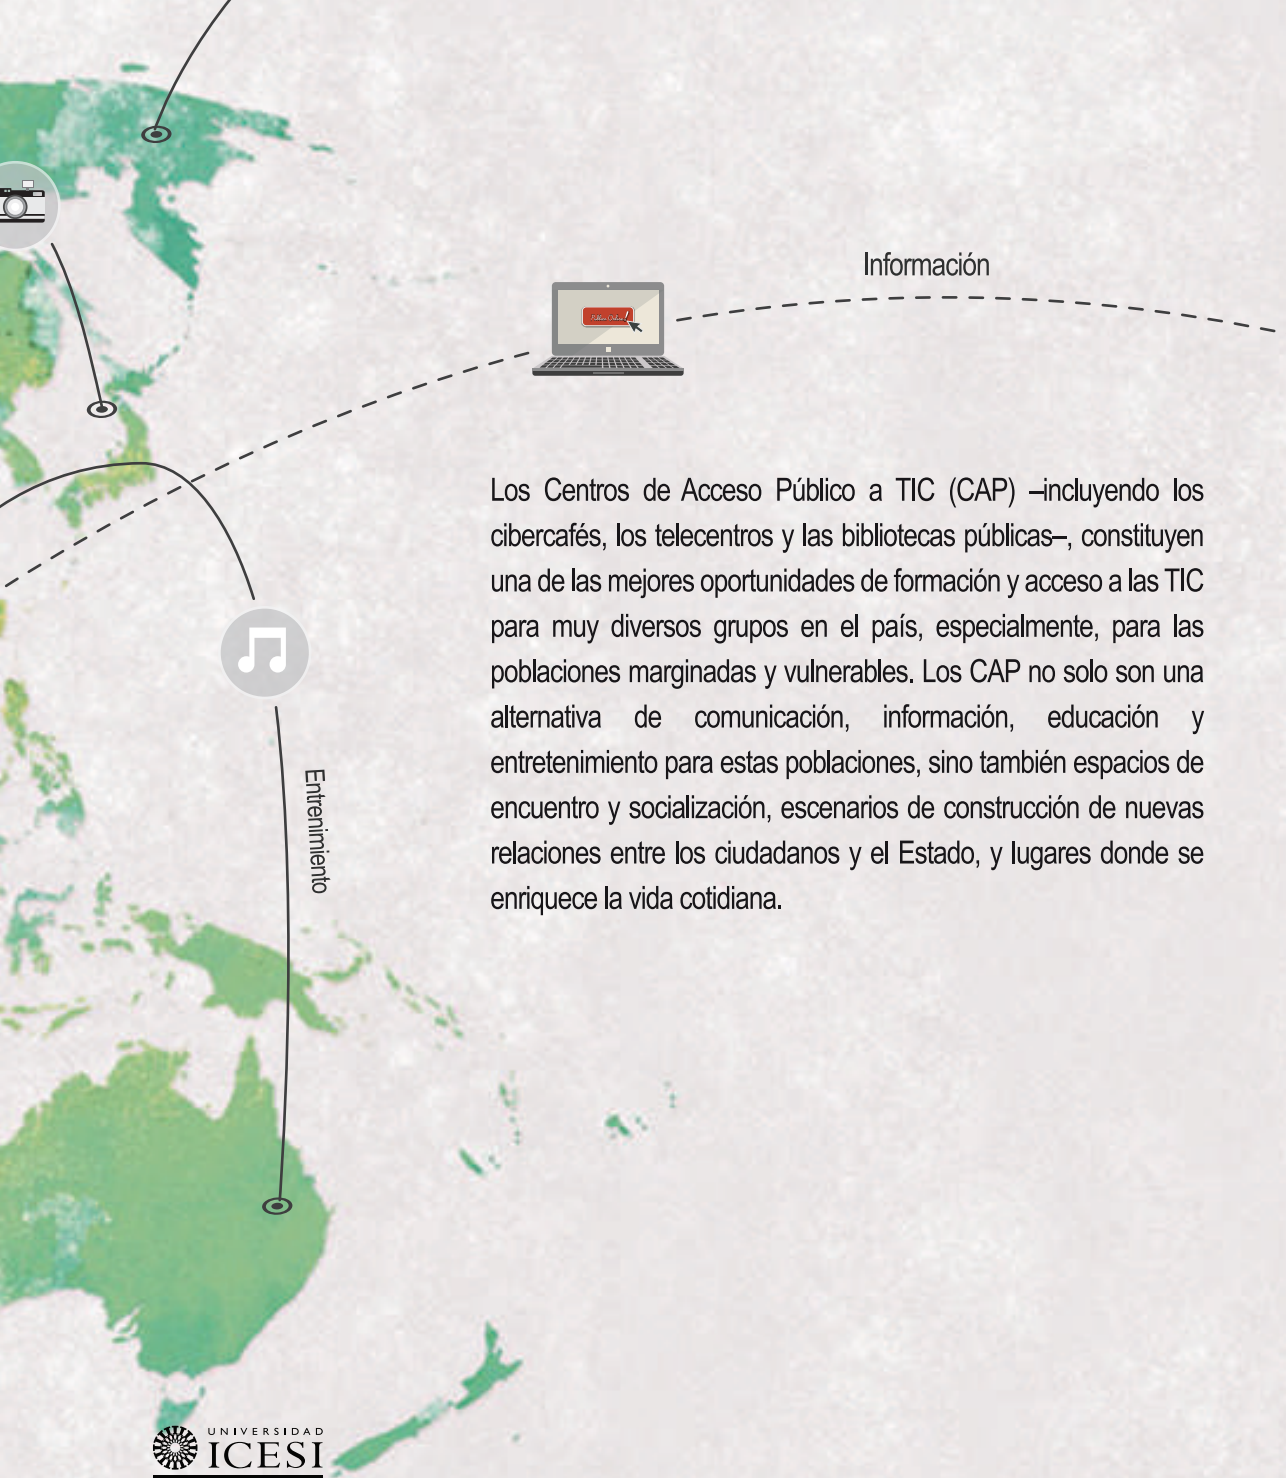 Información
Los Centros de Acceso Público a TIC (CAP) –incluyendo los
cibercafés, los telecentros y las bibliotecas públicas–, constituyen
una de las mejores oportunidades de formación y acceso a las TIC
para muy diversos grupos en el país, especialmente, para las
poblaciones marginadas y vulnerables. Los CAP no solo son una
alternativa de comunicación, información, educación y
entretenimiento para estas poblaciones, sino también espacios de
encuentro y socialización, escenarios de construcción de nuevas
relaciones entre los ciudadanos y el Estado, y lugares donde se
enriquece la vida cotidiana.
Entrenimiento
UNIVERSIDAD
ICESI